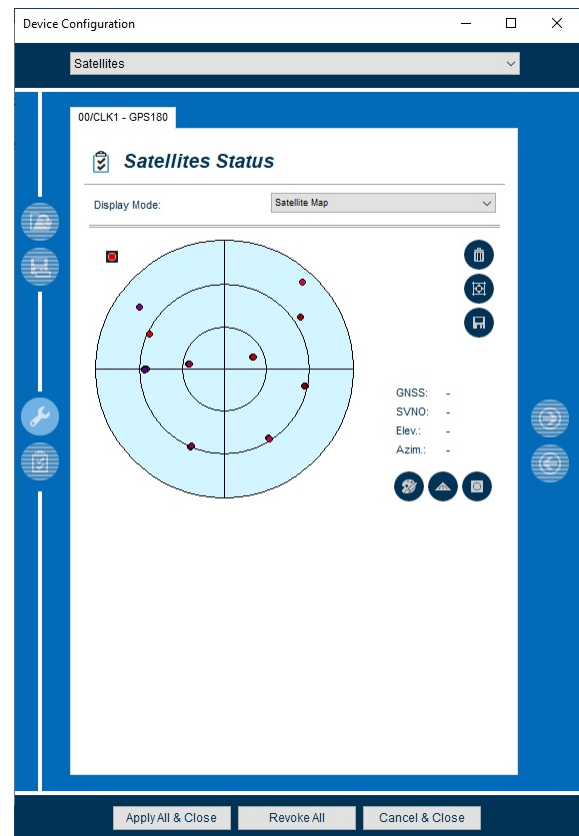 Device Configuration
Satellites
00/CLK1 - GPS180
Satellites Status
Display Mode:
Satellite Map
GNSS: -
SVNO: -
Elev.: -
Azim.: -
Apply All & Close
Revoke All
Cancel & Close